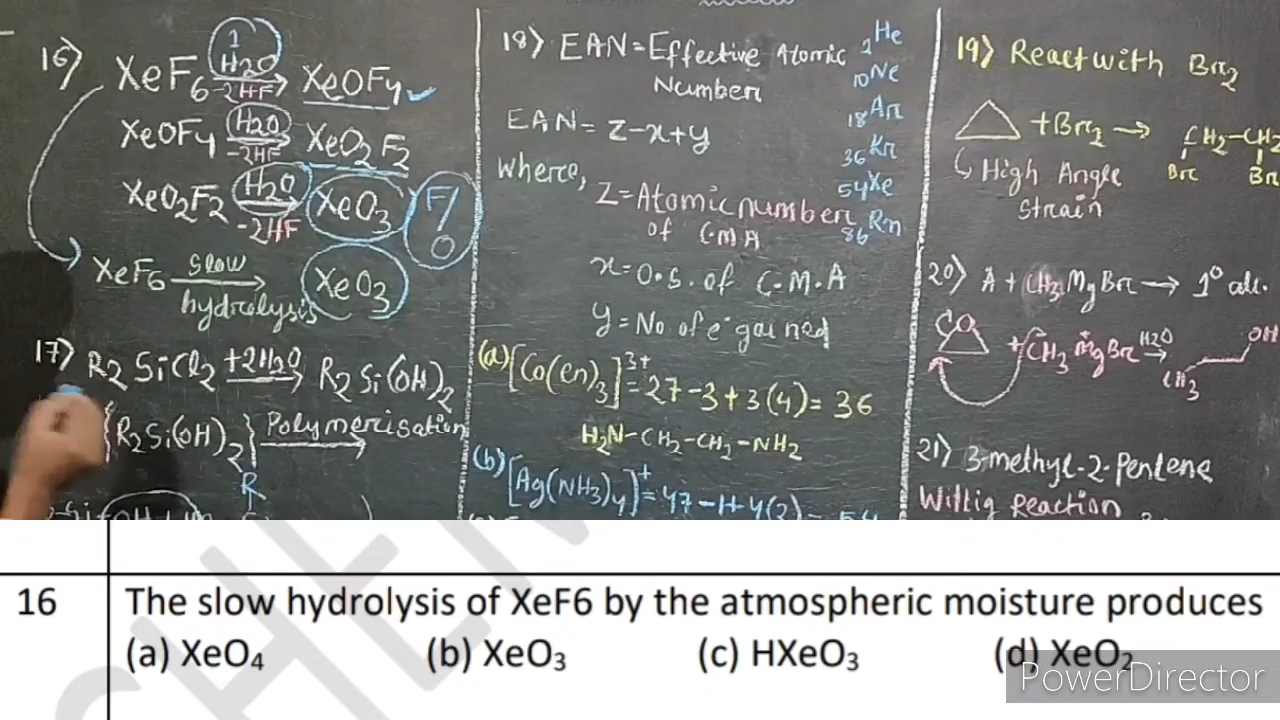 16)
1
H2O
XeF6 → XeOF4 ✓
-2HF
H2O
XeOF4 → XeO2F2
-2HF
H2O
XeO2F2 → XeO3
-2HF
F/O
XeF6 slow hydrolysis → XeO3
17) R2SiCl2 +2H2O → R2Si(OH)2
{R2Si(OH)2} Polymerisation
R
18) EAN = Effective Atomic
Number
EAN = Z-x+y
Where,
Z = Atomic number
of C.M.A
x = O.S. of C.M.A
y = No of e⁻ gained
(a) [Co(en)3]3+ = 27-3+3(4) = 36
H2N-CH2-CH2-NH2
(b) [Ag(NH3)4]+ = 47-1+4(2) = 54
2He
10Ne
18Ar
36Kr
54Xe
86Rn
19) React with Br2
+Br2 → CH2-CH2
Br Br
High Angle
Strain
20) A + CH3MgBr → 1° alc.
O
+ CH3 MgBr H2O →
OH
CH3
21) 3-methyl-2-Pentene
Wittig Reaction
16
The slow hydrolysis of XeF6 by the atmospheric moisture produces
(a) XeO4 (b) XeO3 (c) HXeO3 (d) XeO2
PowerDirector